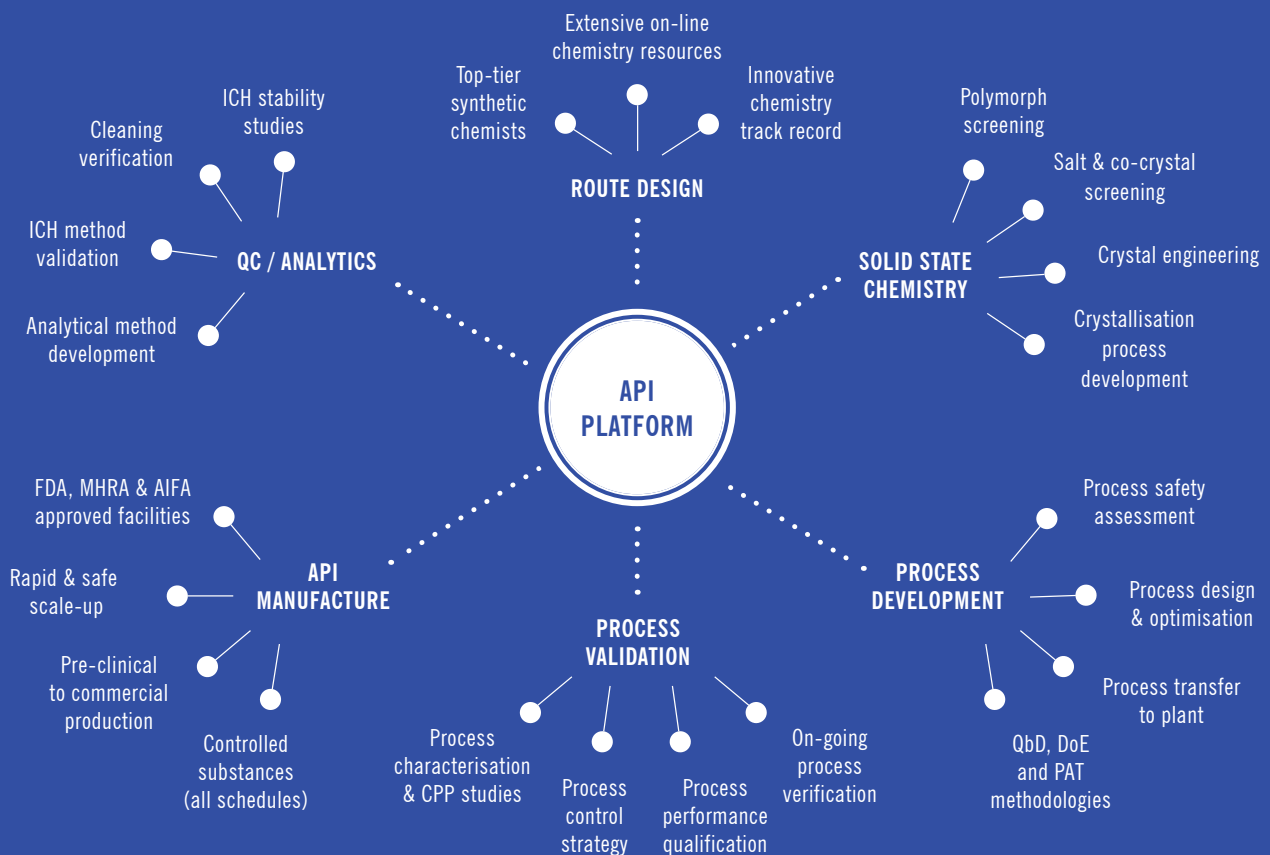 Extensive on-line
chemistry resources
Top-tier
synthetic
chemists
Innovative
chemistry
track record
ROUTE DESIGN
ICH stability
studies
Cleaning
verification
ICH method
validation
Analytical method
development
QC / ANALYTICS
Polymorph
screening
Salt & co-crystal
screening
Crystal engineering
Crystallisation
process
development
SOLID STATE
CHEMISTRY
API
PLATFORM
FDA, MHRA & AIFA
approved facilities
Rapid & safe
scale-up
Pre-clinical
to commercial
production
Controlled
substances
(all schedules)
API
MANUFACTURE
PROCESS
VALIDATION
Process
characterisation
& CPP studies
Process
control
strategy
Process
performance
qualification
On-going
process
verification
PROCESS
DEVELOPMENT
Process safety
assessment
Process design
& optimisation
Process transfer
to plant
QbD, DoE
and PAT
methodologies